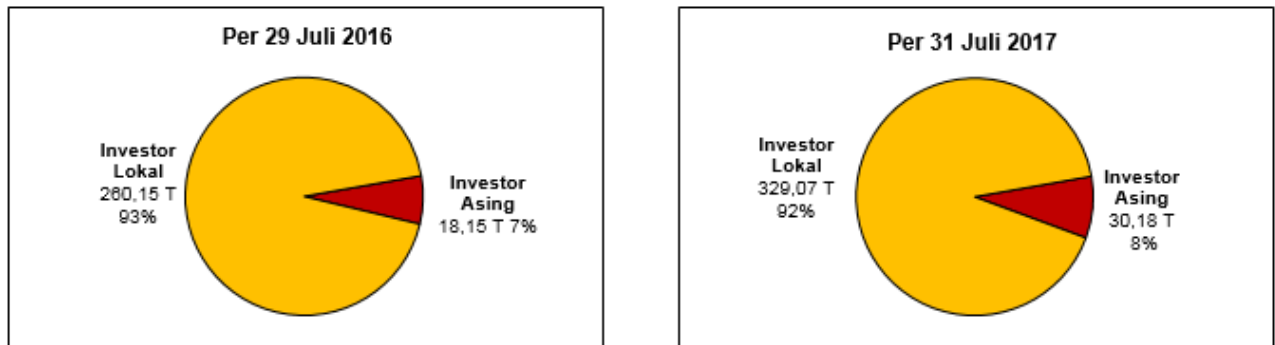 Per 29 Juli 2016
Investor
Lokal
260,15 T
93%
Investor
Asing
18,15 T 7%
Per 31 Juli 2017
Investor
Lokal
329,07 T
92%
Investor
Asing
30,18 T
8%